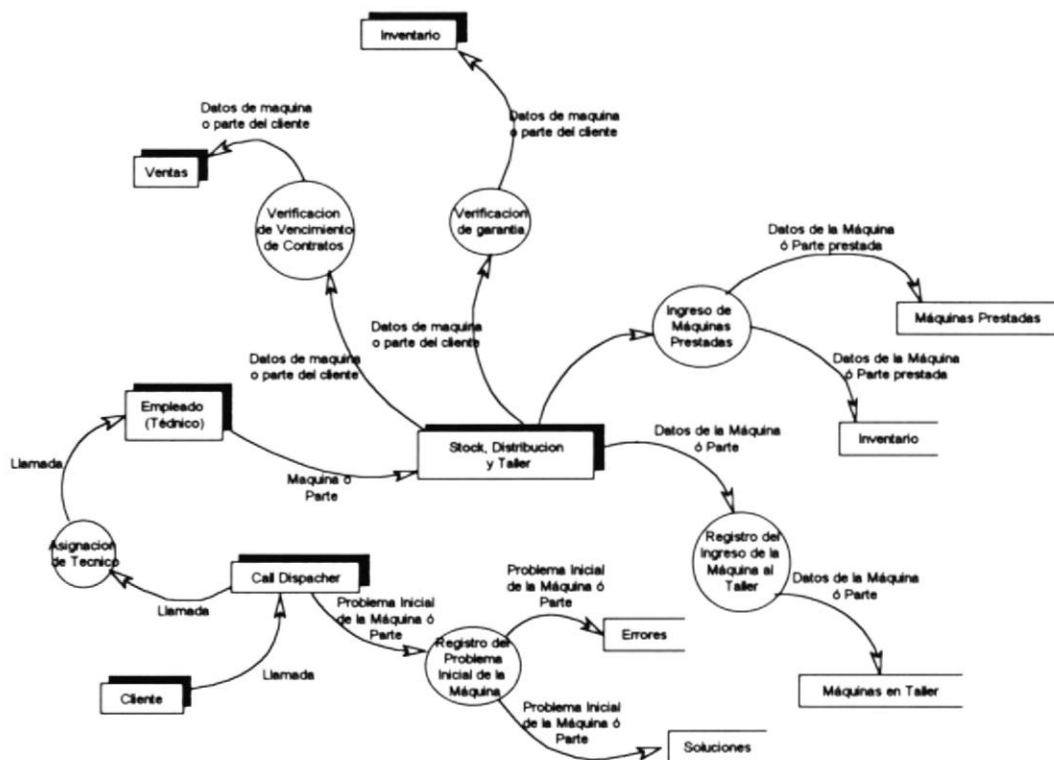 Inventario
Datos de maquina
o parte del cliente
Datos de maquina
o parte del cliente
Ventas
Verificacion
de Vencimiento
de Contratos
Verificacion
de garantia
Datos de la Máquina
ó Parte prestada
Ingreso de
Máquinas
Prestadas
Máquinas Prestadas
Datos de maquina
o parte del cliente
Datos de maquina
o parte del cliente
Datos de la Máquina
ó Parte prestada
Empleado
(Tédnico)
Stock, Distribucion
y Taller
Datos de la Máquina
ó Parte
Inventario
Llamada
Maquina ó
Parte
Asignacion
de Tecnico
Call Dispacher
Registro del
Ingreso de la
Máquina al
Taller
Llamada
Problema Inicial
de la Máquina ó
Parte
Problema Inicial
de la Máquina ó
Parte
Datos de la Máquina
ó Parte
Errores
Registro del
Problema
Inicial de la
Máquina
Llamada
Cliente
Máquinas en Taller
Problema Inicial
de la Máquina ó
Parte
Soluciones